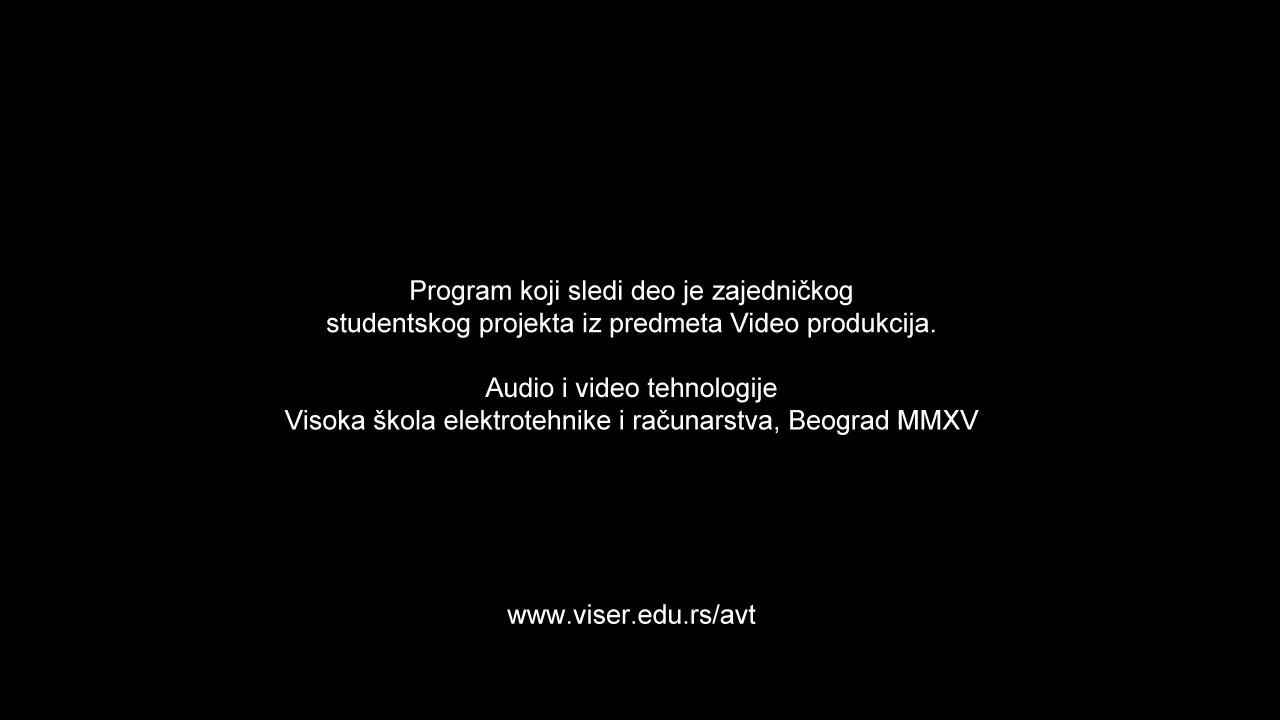 Program koji sledi deo je zajedničkog
studentskog projekta iz predmeta Video produkcija.
Audio i video tehnologije
Visoka škola elektrotehnike i računarstva, Beograd MMXV
www.viser.edu.rs/avt